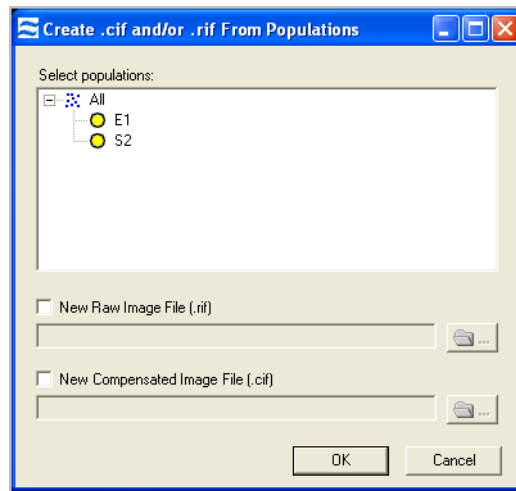 Create .cif and/or .rif From Populations
Select populations:
All
E1
S2
New Raw Image File (.rif)
...
New Compensated Image File (.cif)
...
OK Cancel